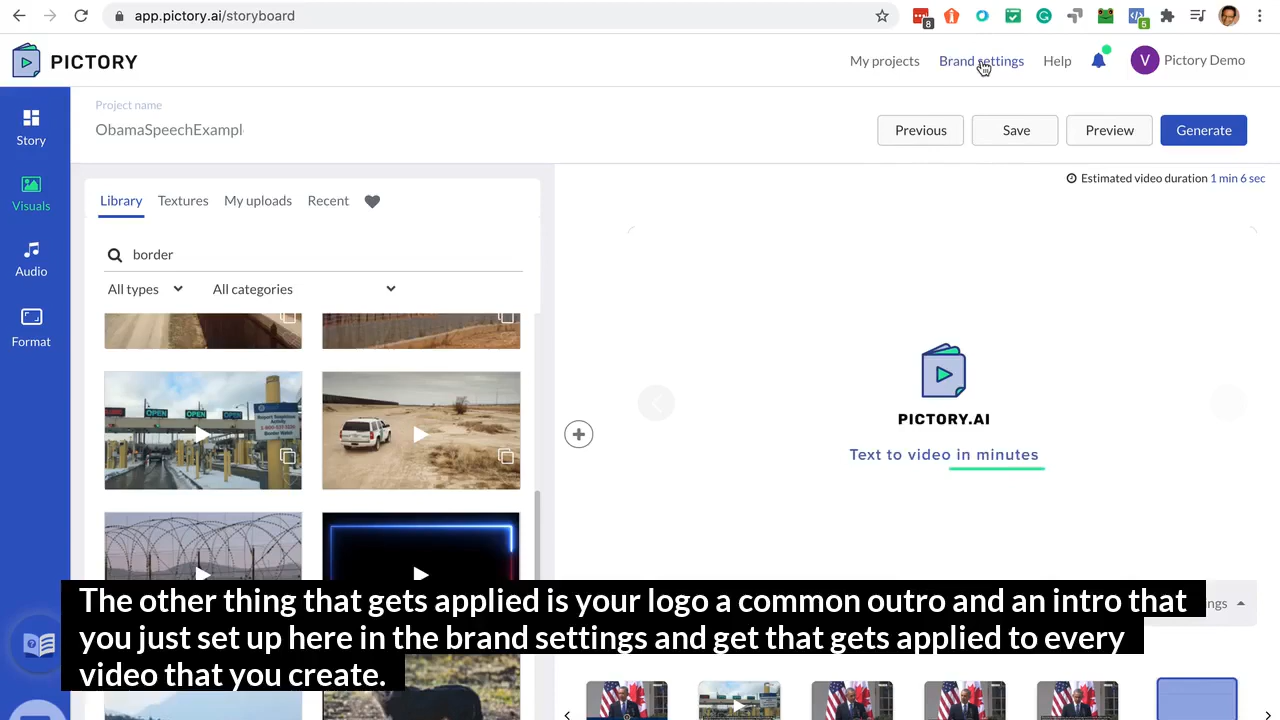 app.pictory.ai/storyboard
8
5
PICTORY
My projects
Brand settings
Help
V
Pictory Demo
Project name
ObamaSpeechExampl
Previous
Save
Preview
Generate
Story
Visuals
Audio
Format
Library
Textures
My uploads
Recent
Estimated video duration 1 min 6 sec
border
All types
All categories
OPEN OPEN OPEN
PICTORY.AI
Text to video in minutes
The other thing that gets applied is your logo a common outro and an intro that
you just set up here in the brand settings and get that gets applied to every
video that you create.